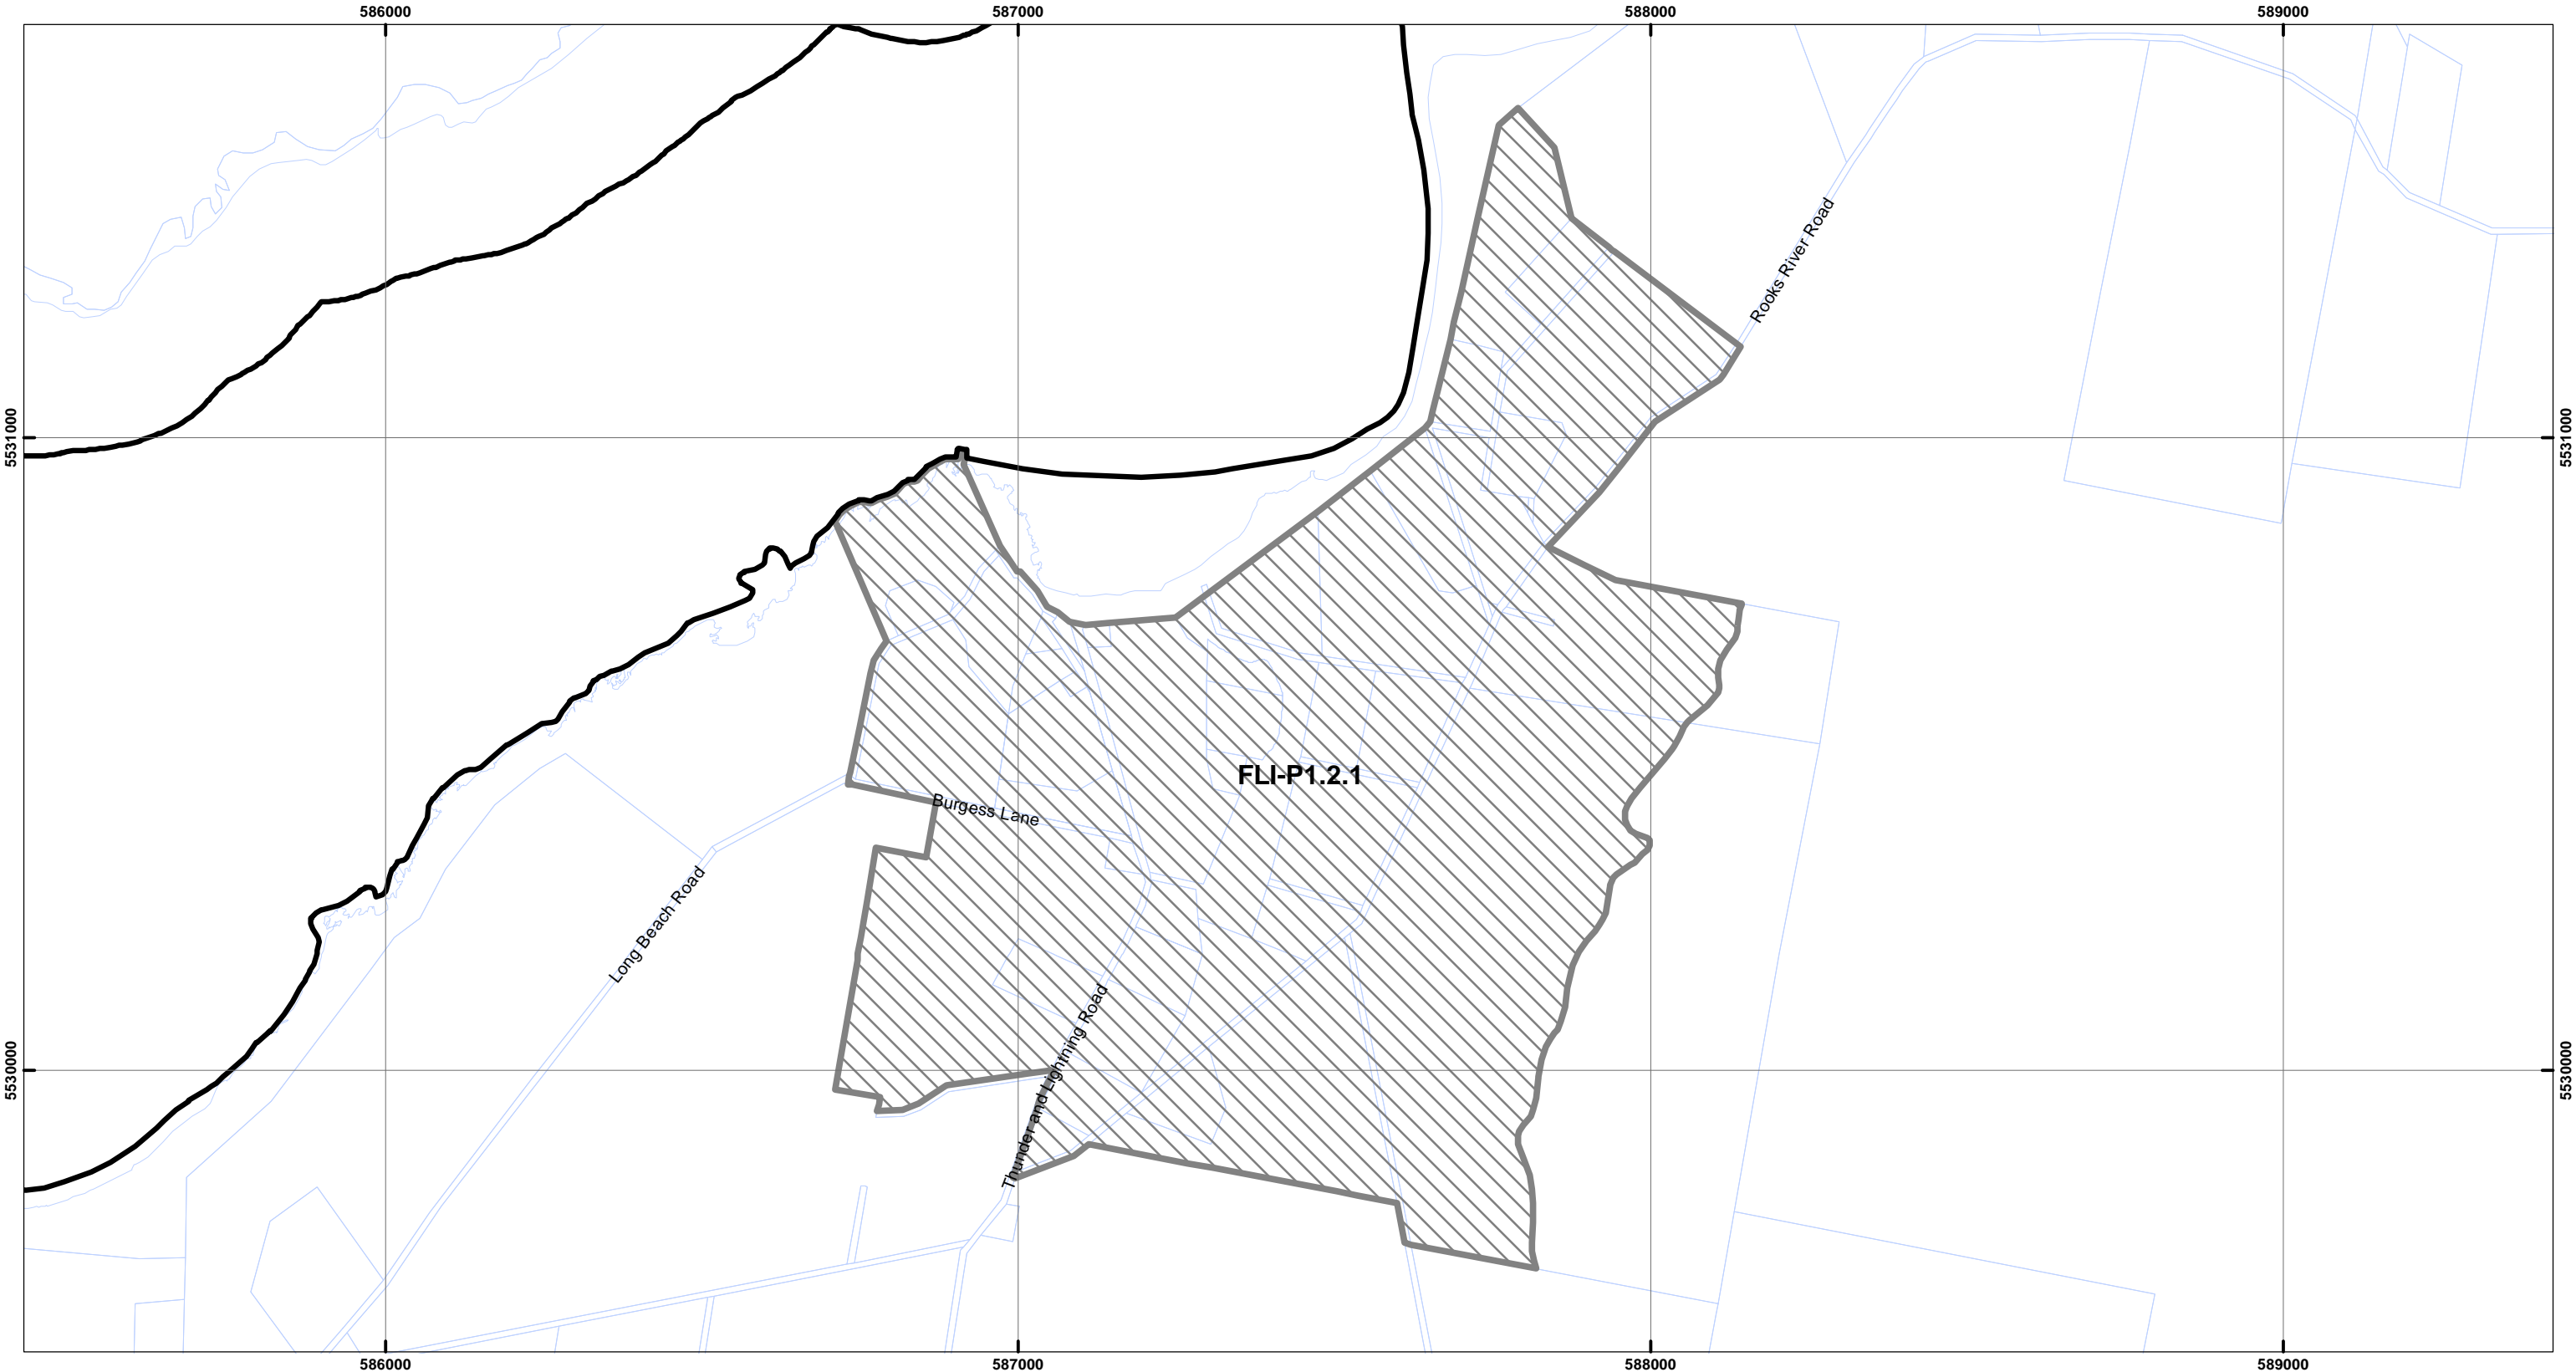 586000
587000
588000
589000
Rooks River Road
5531000
5531000
FLI-P1.2.1
Burgess Lane
Long Beach Road
Thunder and Lightning Road
5530000
5530000
586000
587000
588000
589000